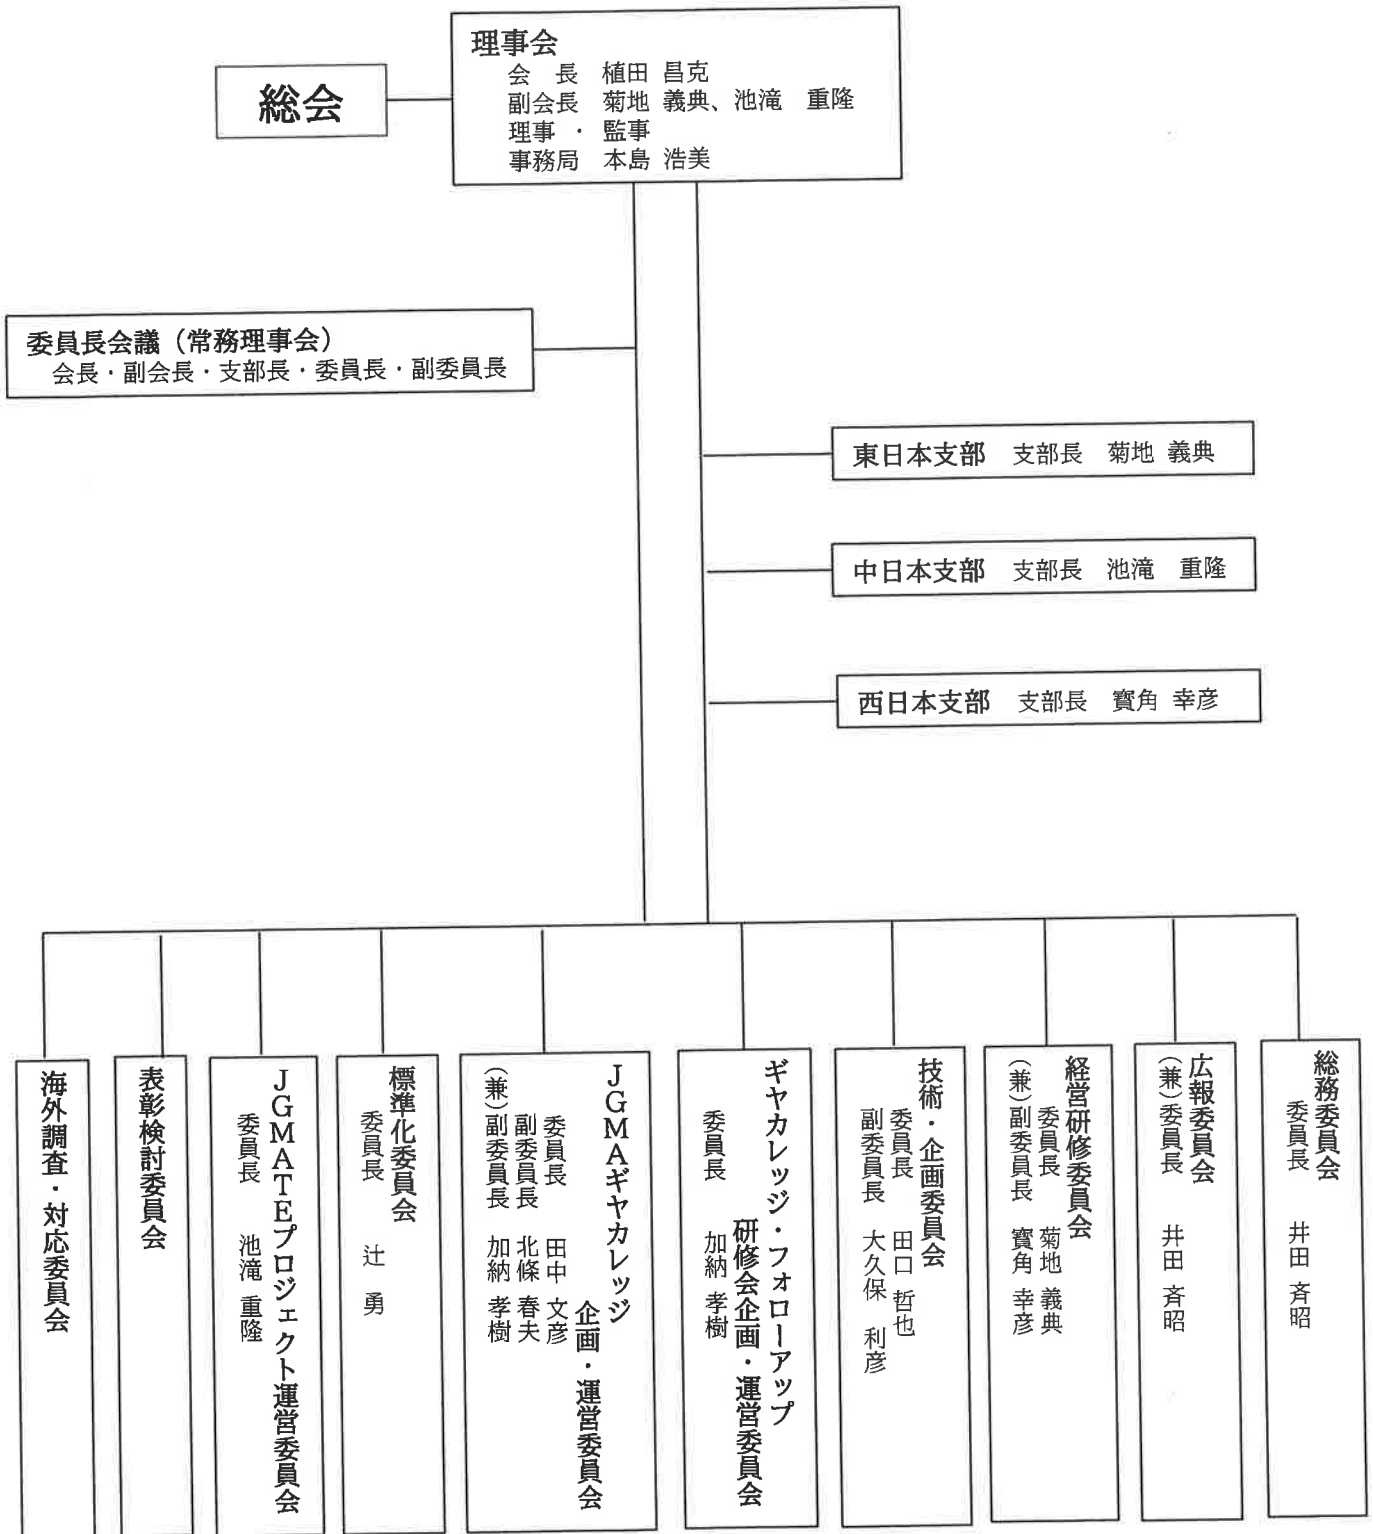 総会
理事会
会　長　植田 昌克
副会長　菊地 義典、池滝　重隆
理事 ・ 監事
事務局　本島 浩美
委員長会議（常務理事会）
会長・副会長・支部長・委員長・副委員長
東日本支部　支部長　菊地 義典
中日本支部　支部長　池滝　重隆
西日本支部　支部長　寳角 幸彦
総務委員会
委員長　井田 斉昭
広報委員会
（兼）委員長　井田 斉昭
経営研修委員会
委員長　菊地 義典
（兼）副委員長　寳角 幸彦
技術・企画委員会
委員長　田口 哲也
副委員長　大久保　利彦
ギヤカレッジ・フォローアップ
研修会企画・運営委員会
委員長　加納 孝樹
ＪＧＭＡギヤカレッジ
企画・運営委員会
委員長　田中 文彦
副委員長　北條 春夫
（兼）副委員長　加納 孝樹
標準化委員会
委員長　辻　勇
ＪＧＭＡＴＥプロジェクト運営委員会
委員長　池滝 重隆
表彰検討委員会
海外調査・対応委員会